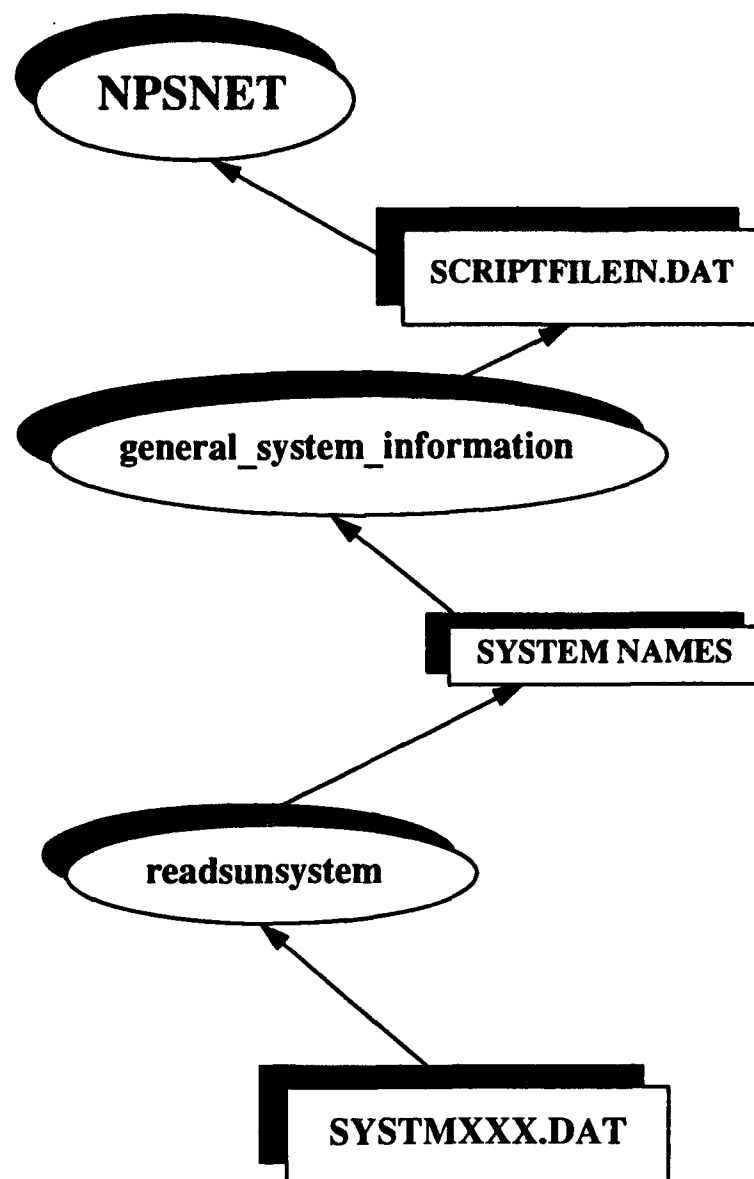 NPSNET
SCRIPTFILEIN.DAT
general_system_information
SYSTEM NAMES
readsunsystem
SYSTMXXX.DAT